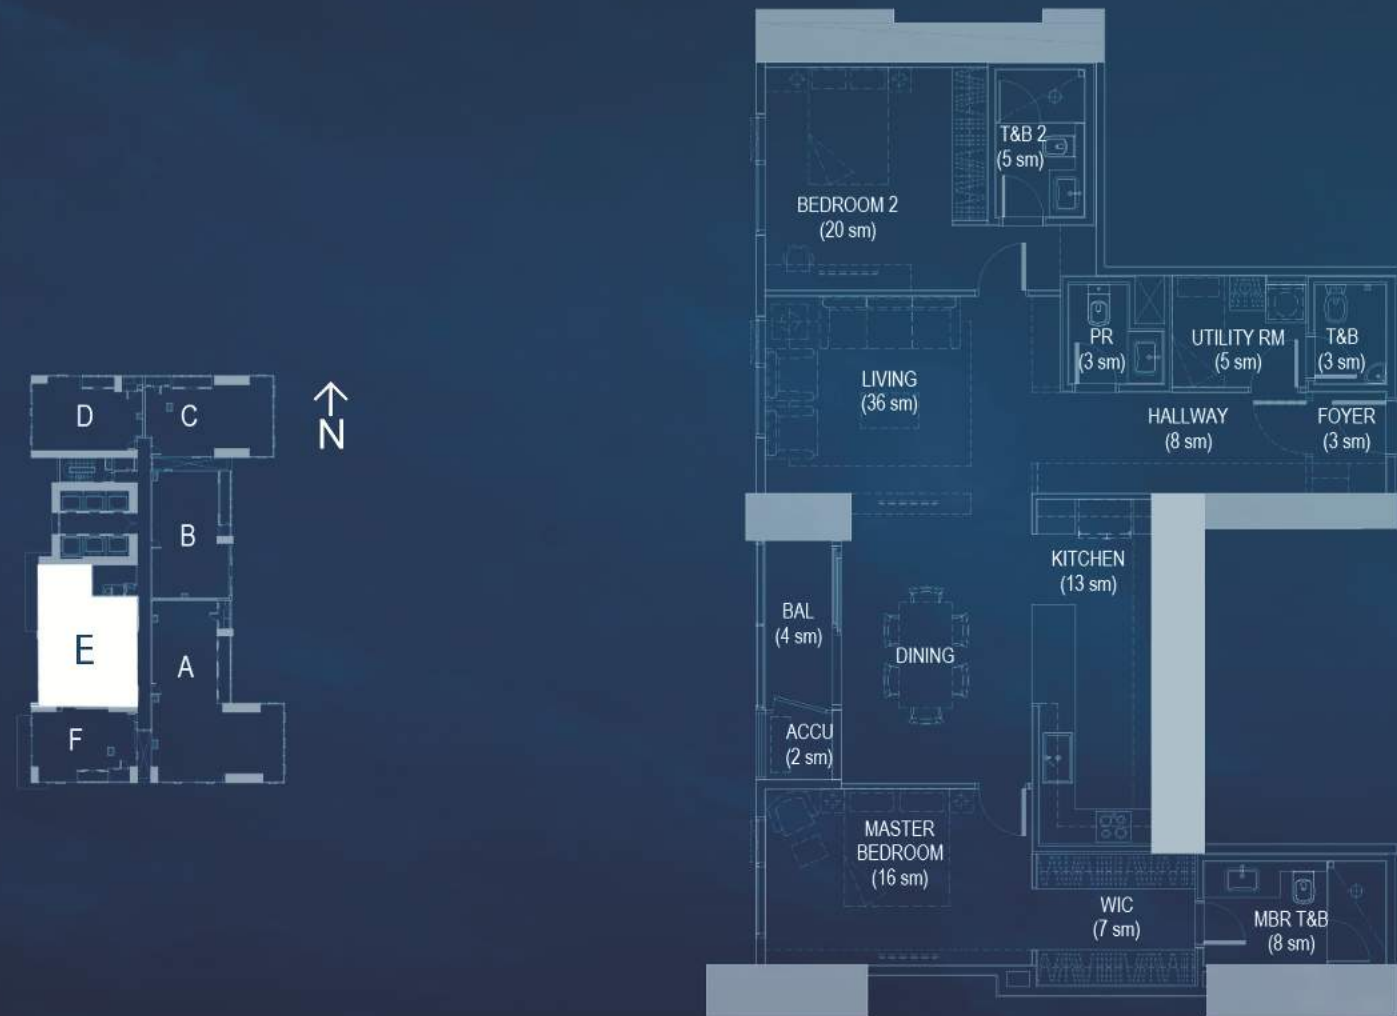 D
C
N
B
E
A
F
T&B 2
(5 sm)
BEDROOM 2
(20 sm)
PR
(3 sm)
UTILITY RM
(5 sm)
T&B
(3 sm)
LIVING
(36 sm)
HALLWAY
(8 sm)
FOYER
(3 sm)
KITCHEN
(13 sm)
BAL
(4 sm)
DINING
ACCU
(2 sm)
MASTER
BEDROOM
(16 sm)
WIC
(7 sm)
MBR T&B
(8 sm)